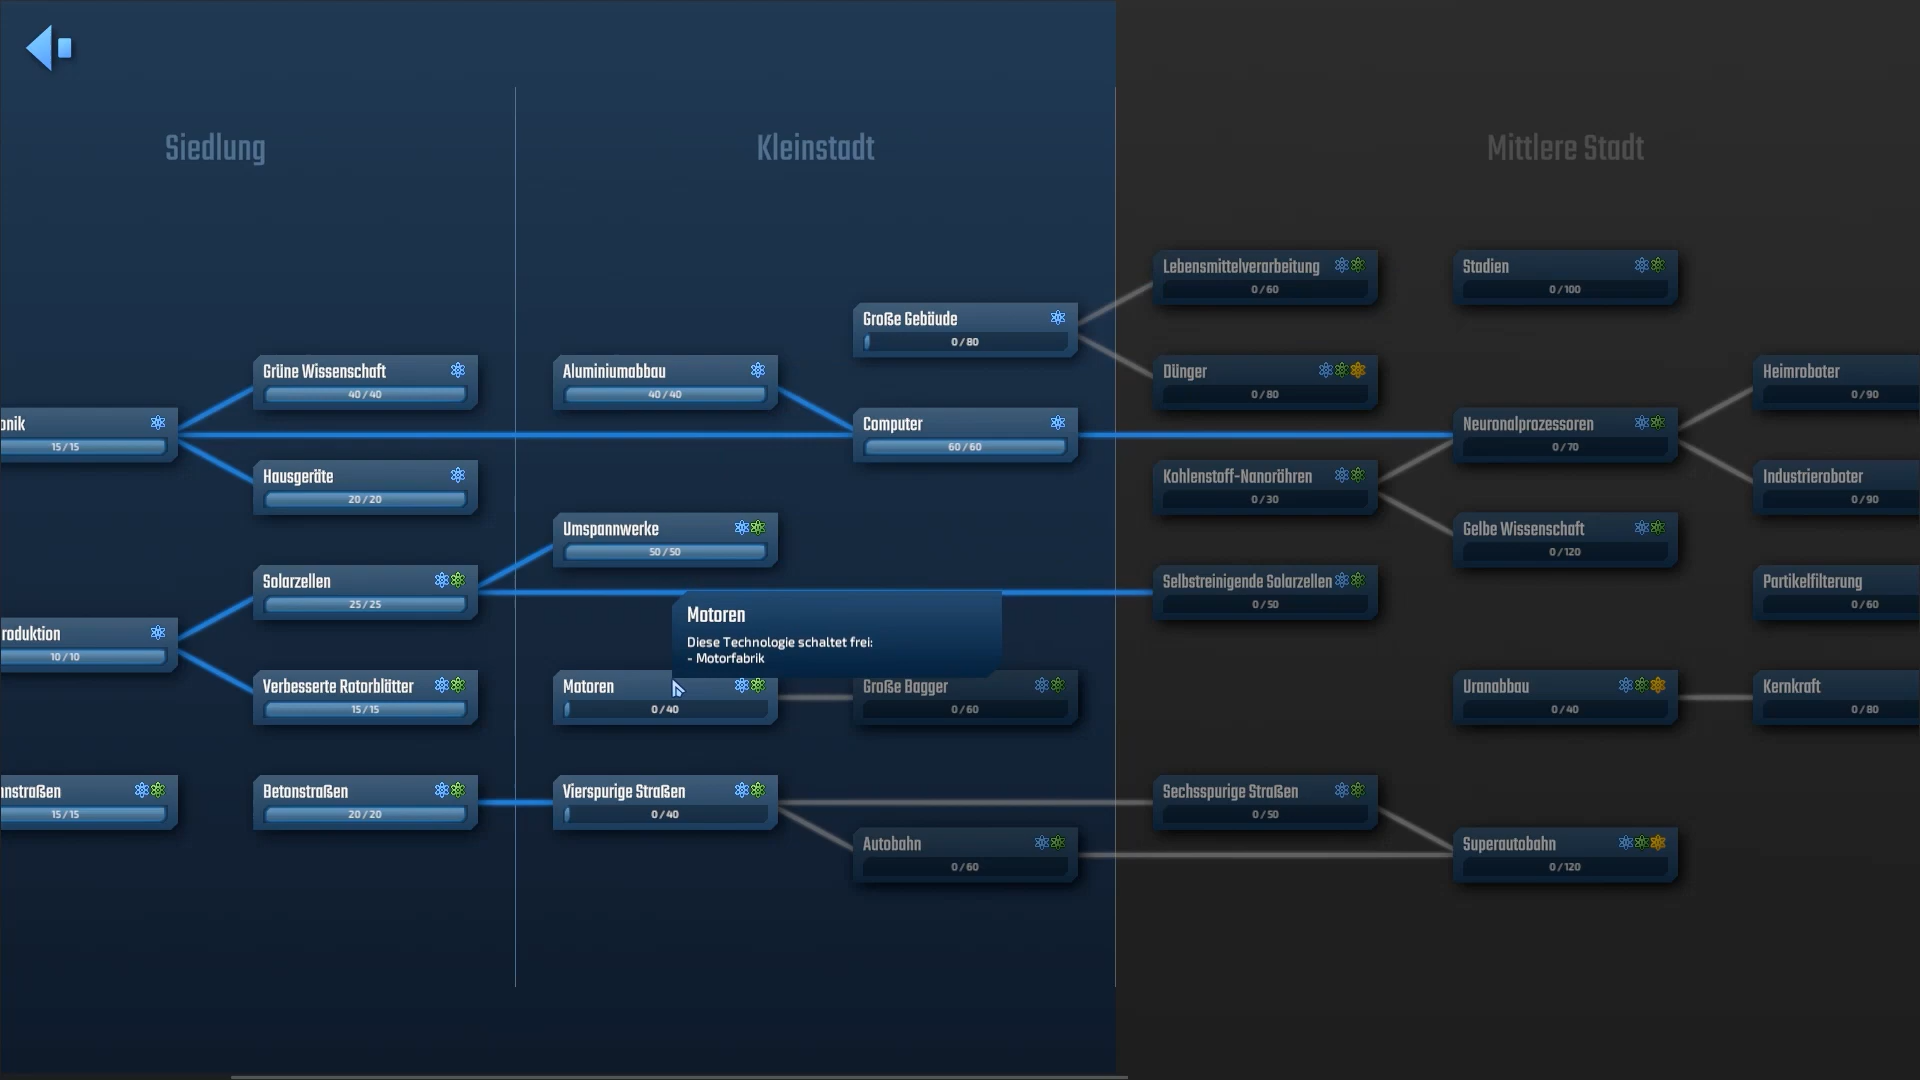 Siedlung
Kleinstadt
Mittlere Stadt
Lebensmittelverarbeitung
0/60
Stadien
0/100
Große Gebäude
0/80
Grüne Wissenschaft
40/40
Aluminiumabbau
40/40
Dünger
0/80
Heimroboter
0/90
onik
15/15
Computer
60/60
Neuronalprozessoren
0/70
Hausgeräte
20/20
Kohlenstoff-Nanoröhren
0/30
Industrieroboter
0/90
Umspannwerke
50/50
Gelbe Wissenschaft
0/120
Solarzellen
25/25
Selbstreinigende Solarzellen
0/50
Partikelfilterung
0/60
Motoren
Diese Technologie schaltet frei:
- Motorfabrik
roduktion
10/10
Verbesserte Rotorblätter
15/15
Motoren
0/40
Große Bagger
0/60
Uranabbau
0/40
Kernkraft
0/80
nnstraßen
15/15
Betonstraßen
20/20
Vierspurige Straßen
0/40
Sechsspurige Straßen
0/50
Autobahn
0/60
Superautobahn
0/120